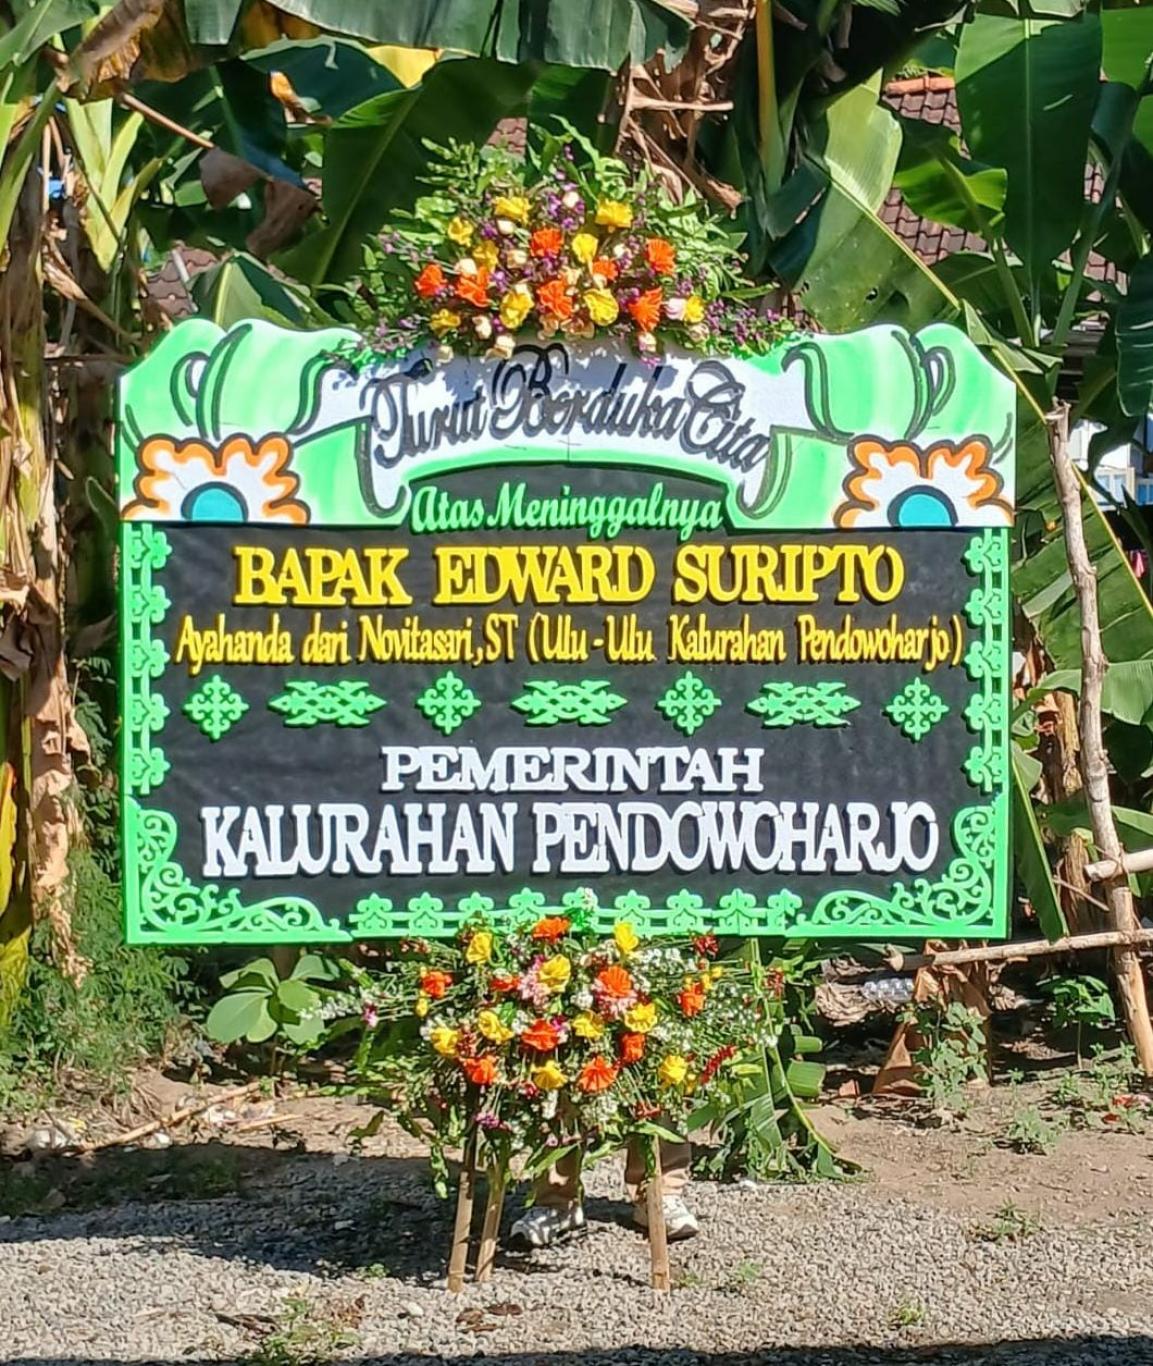 Turut Berduka Cita
Atas Meninggalnya
BAPAK EDWARD SURIPTO
Ayahanda dari Novitasari, ST (Ulu-Ulu Kalurahan Pendowoharjo)
PEMERINTAH
KALURAHAN PENDOWOHARJO